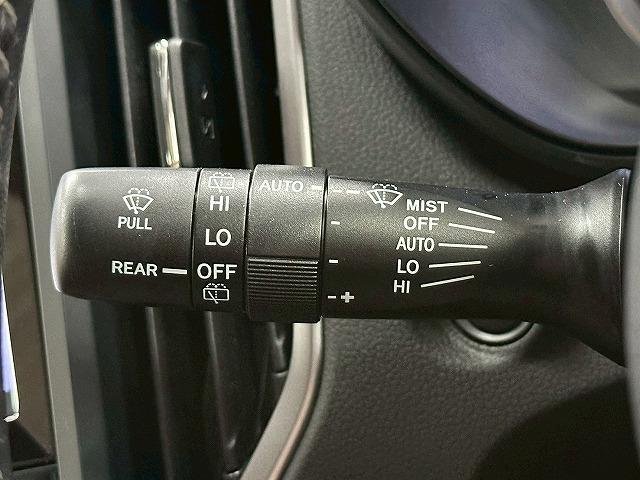 PULL
REAR
HI
LO
OFF
AUTO
- +
MIST
OFF
AUTO
LO
HI